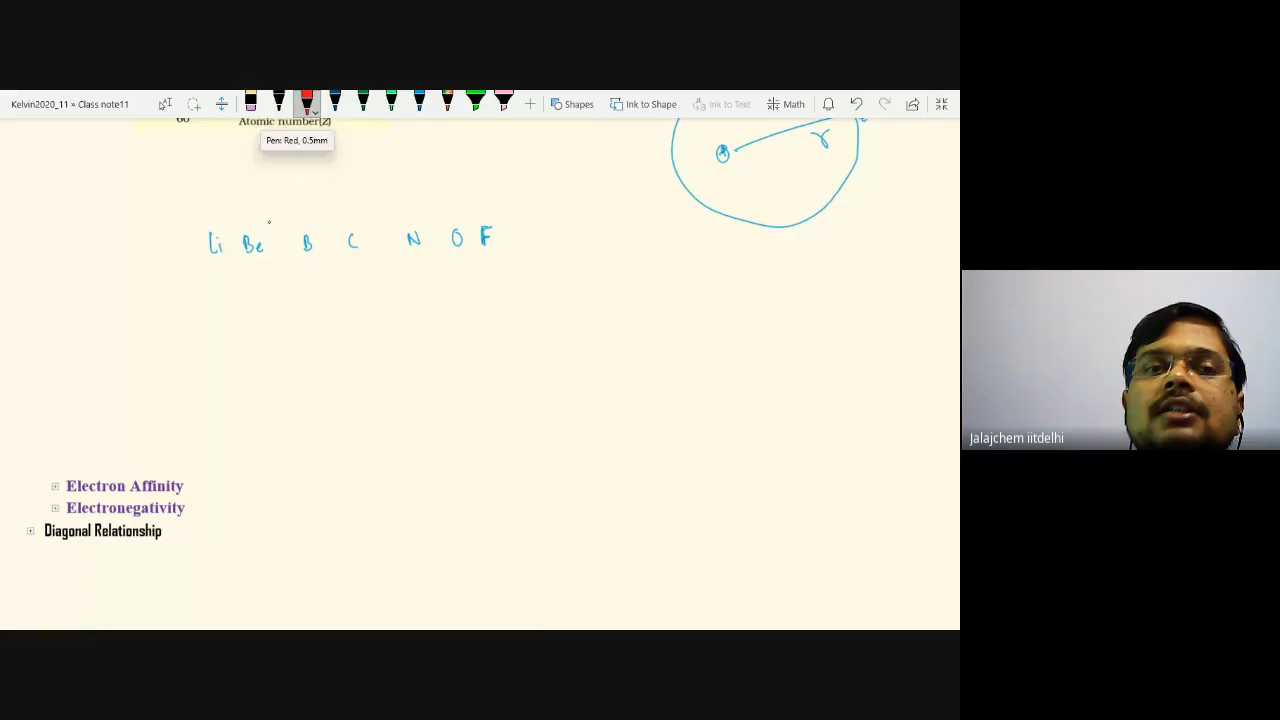 Kelvin2020_11 » Class note11
Shapes
Ink to Shape
Ink to Text
Math
60
Atomic number(Z)
Pen: Red, 0.5mm
r
Li Be B C N O F
Electron Affinity
Electronegativity
Diagonal Relationship
Jalajchem iitdelhi